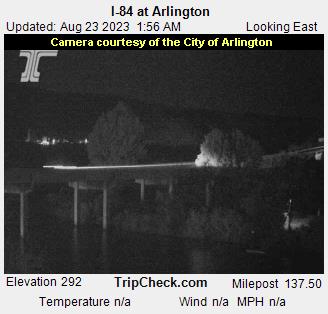 I-84 at Arlington
Updated: Aug 23 2023 1:56 AM Looking East
Camera courtesy of the City of Arlington
Elevation 292 TripCheck.com Milepost 137.50
Temperature n/a Wind n/a MPH n/a